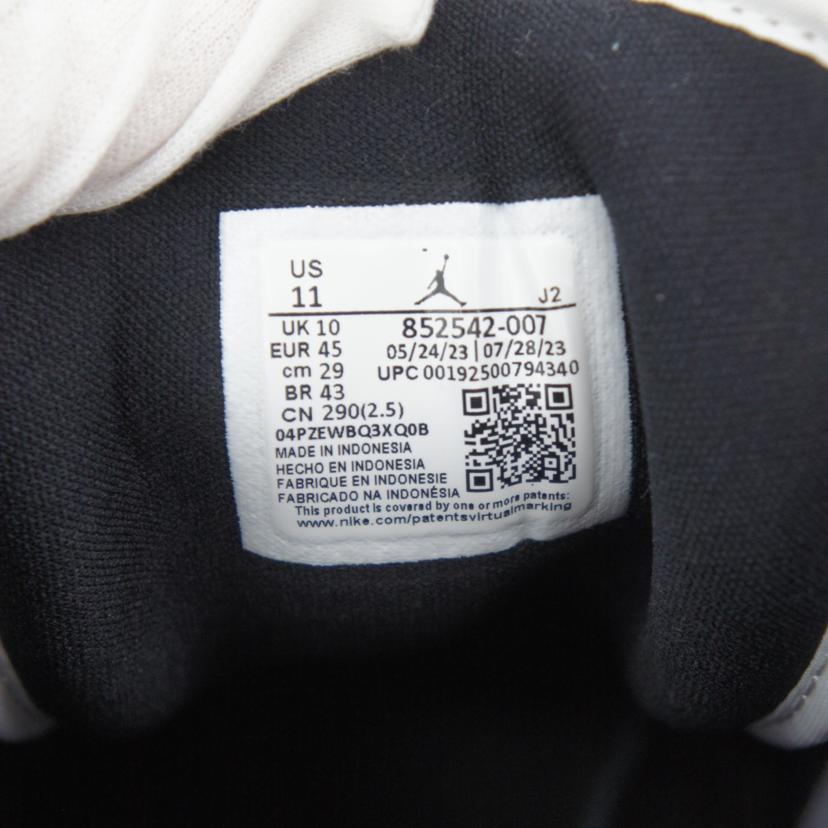 US
11
J2
UK 10
852542-007
EUR 45
05/24/23 | 07/28/23
cm 29
UPC 00192500794340
BR 43
CN 290(2.5)
04PZEWBQ3XQ0B
MADE IN INDONESIA
HECHO EN INDONESIA
FABRIQUE EN INDONESIE
FABRICADO NA INDONÉSIA
This product is covered by one or more patents:
www.nike.com/patentsvirtualmarking